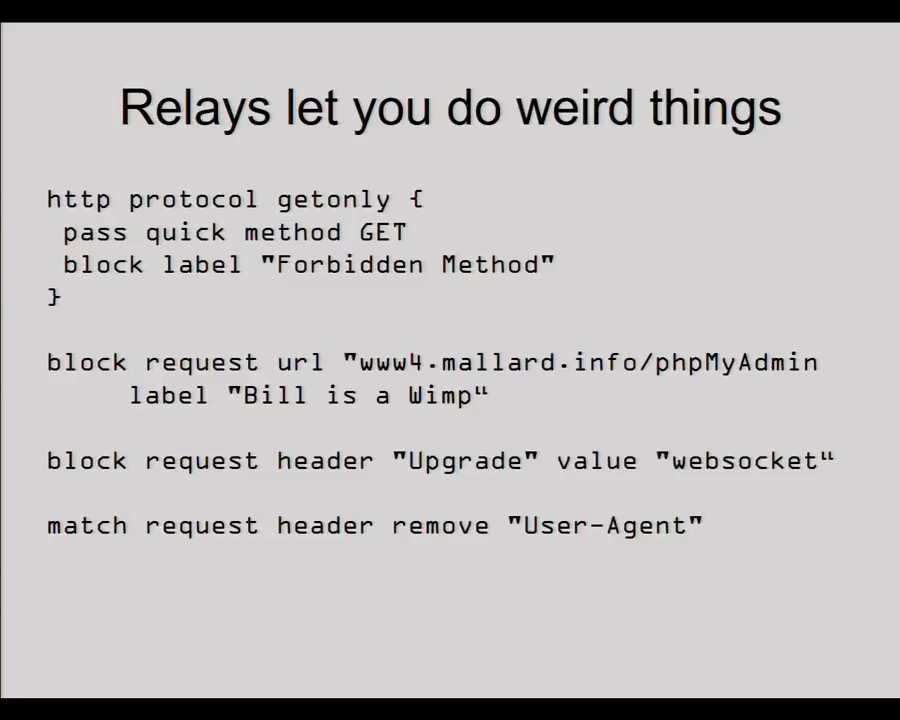 Relays let you do weird things
http protocol getonly {
 pass quick method GET
 block label "Forbidden Method"
}
block request url "www4.mallard.info/phpMyAdmin
     label "Bill is a Wimp“
block request header "Upgrade" value "websocket“
match request header remove "User-Agent"